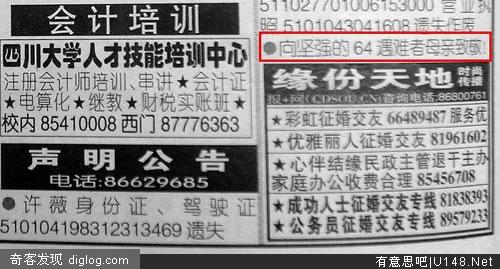 会计培训
四川大学人才技能培训中心
注册会计师培训、串讲★会计证
★电算化★继教★财税实账班★
校内 85410008 西门 87776363
声明公告
电话:86629685
●许薇身份证、驾驶证
510104198312313469 遗失
5110277010061530000 营业执
照 5101043041608 遗失作废
●向坚强的 64 遇难者母亲致敬!
缘份天地
时尚传播
报+网(CDSOU.CN)咨询电话:86800761
★彩虹征婚交友 66489487 服务优
★优雅丽人征婚交友 81961602
★心伴结缘民政主管退干主办
家庭办公收费合理 85456708
★成功人士征婚交友专线 81838393
★公务员征婚交友专线 89579233
奇客发现 diglog.com
有意思吧|U148.Net